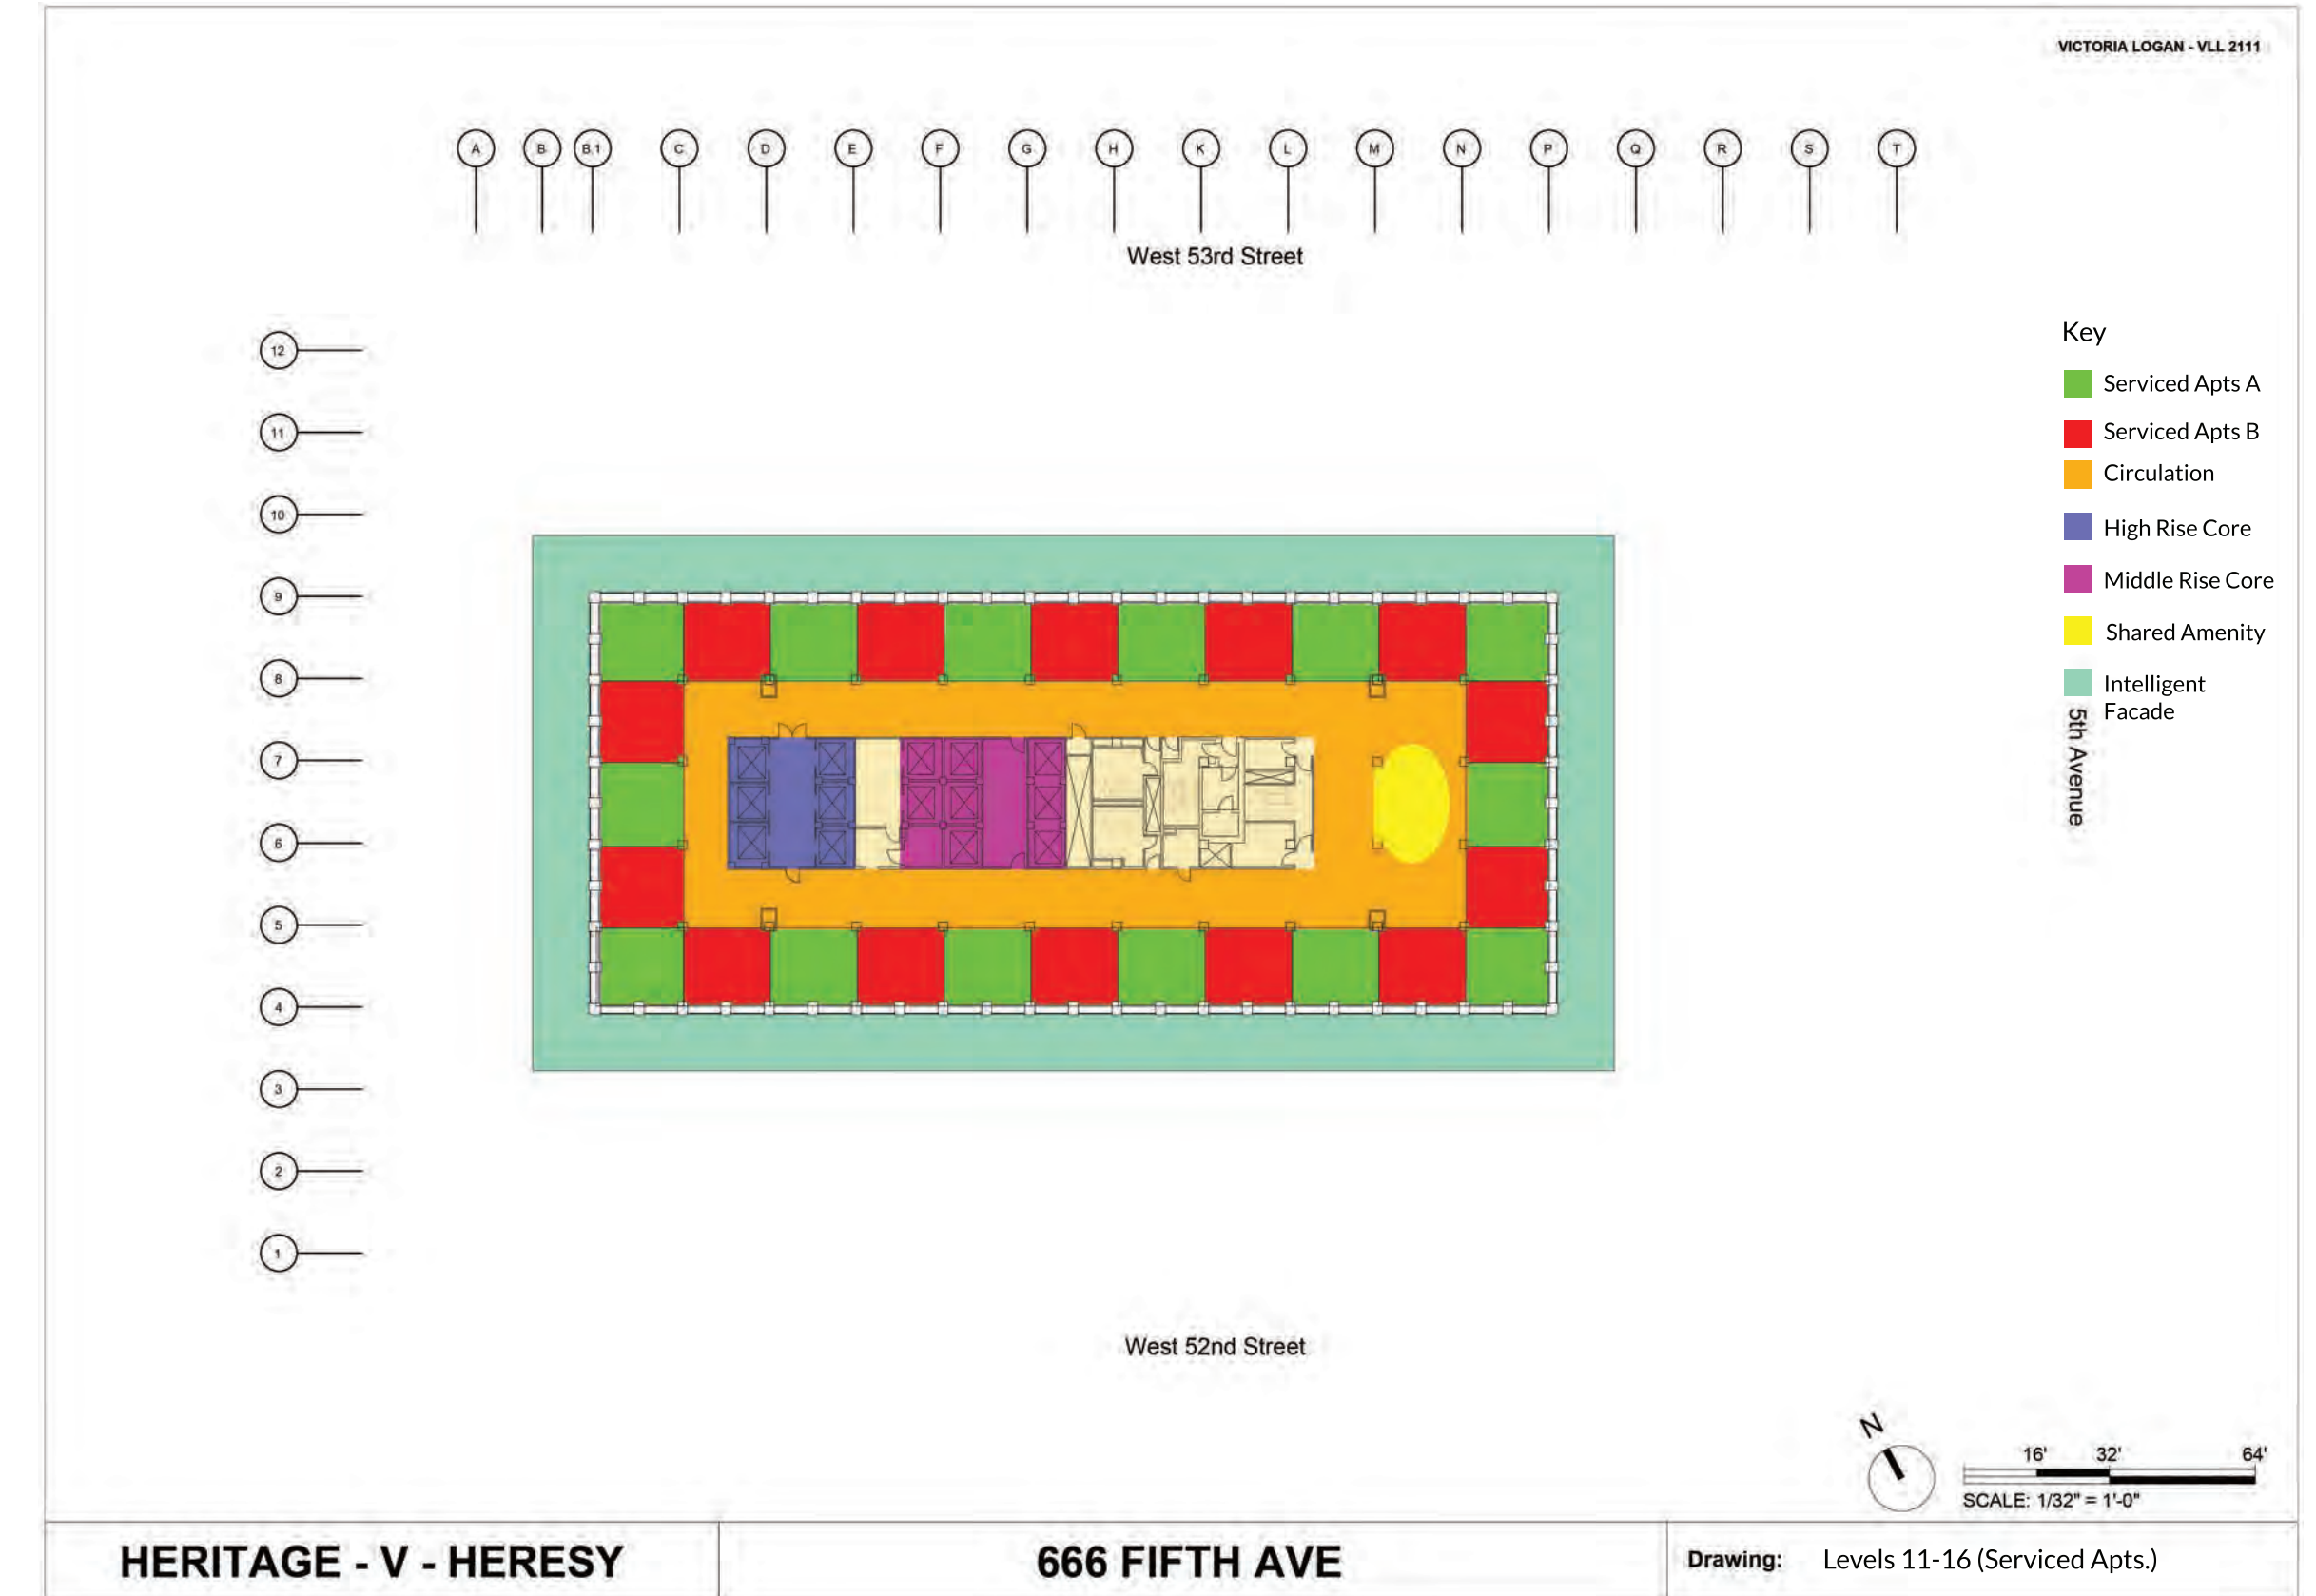 VICTORIA LOGAN - VLL 2111
A B B.1 C D E F G H K L M N P Q R S T
West 53rd Street
12
11
10
9
8
7
6
5
4
3
2
1
Key
Serviced Apts A
Serviced Apts B
Circulation
High Rise Core
Middle Rise Core
Shared Amenity
Intelligent
Facade
5th Avenue
West 52nd Street
N
16' 32' 64'
SCALE: 1/32" = 1'-0"
HERITAGE - V - HERESY
666 FIFTH AVE
Drawing: Levels 11-16 (Serviced Apts.)